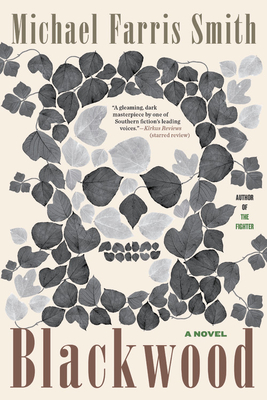 Michael Farris Smith
"A gleaming, dark
masterpiece by one of
Southern fiction's leading
voices."—Kirkus Reviews
(starred review)
AUTHOR
OF
THE
FIGHTER
A NOVEL
Blackwood